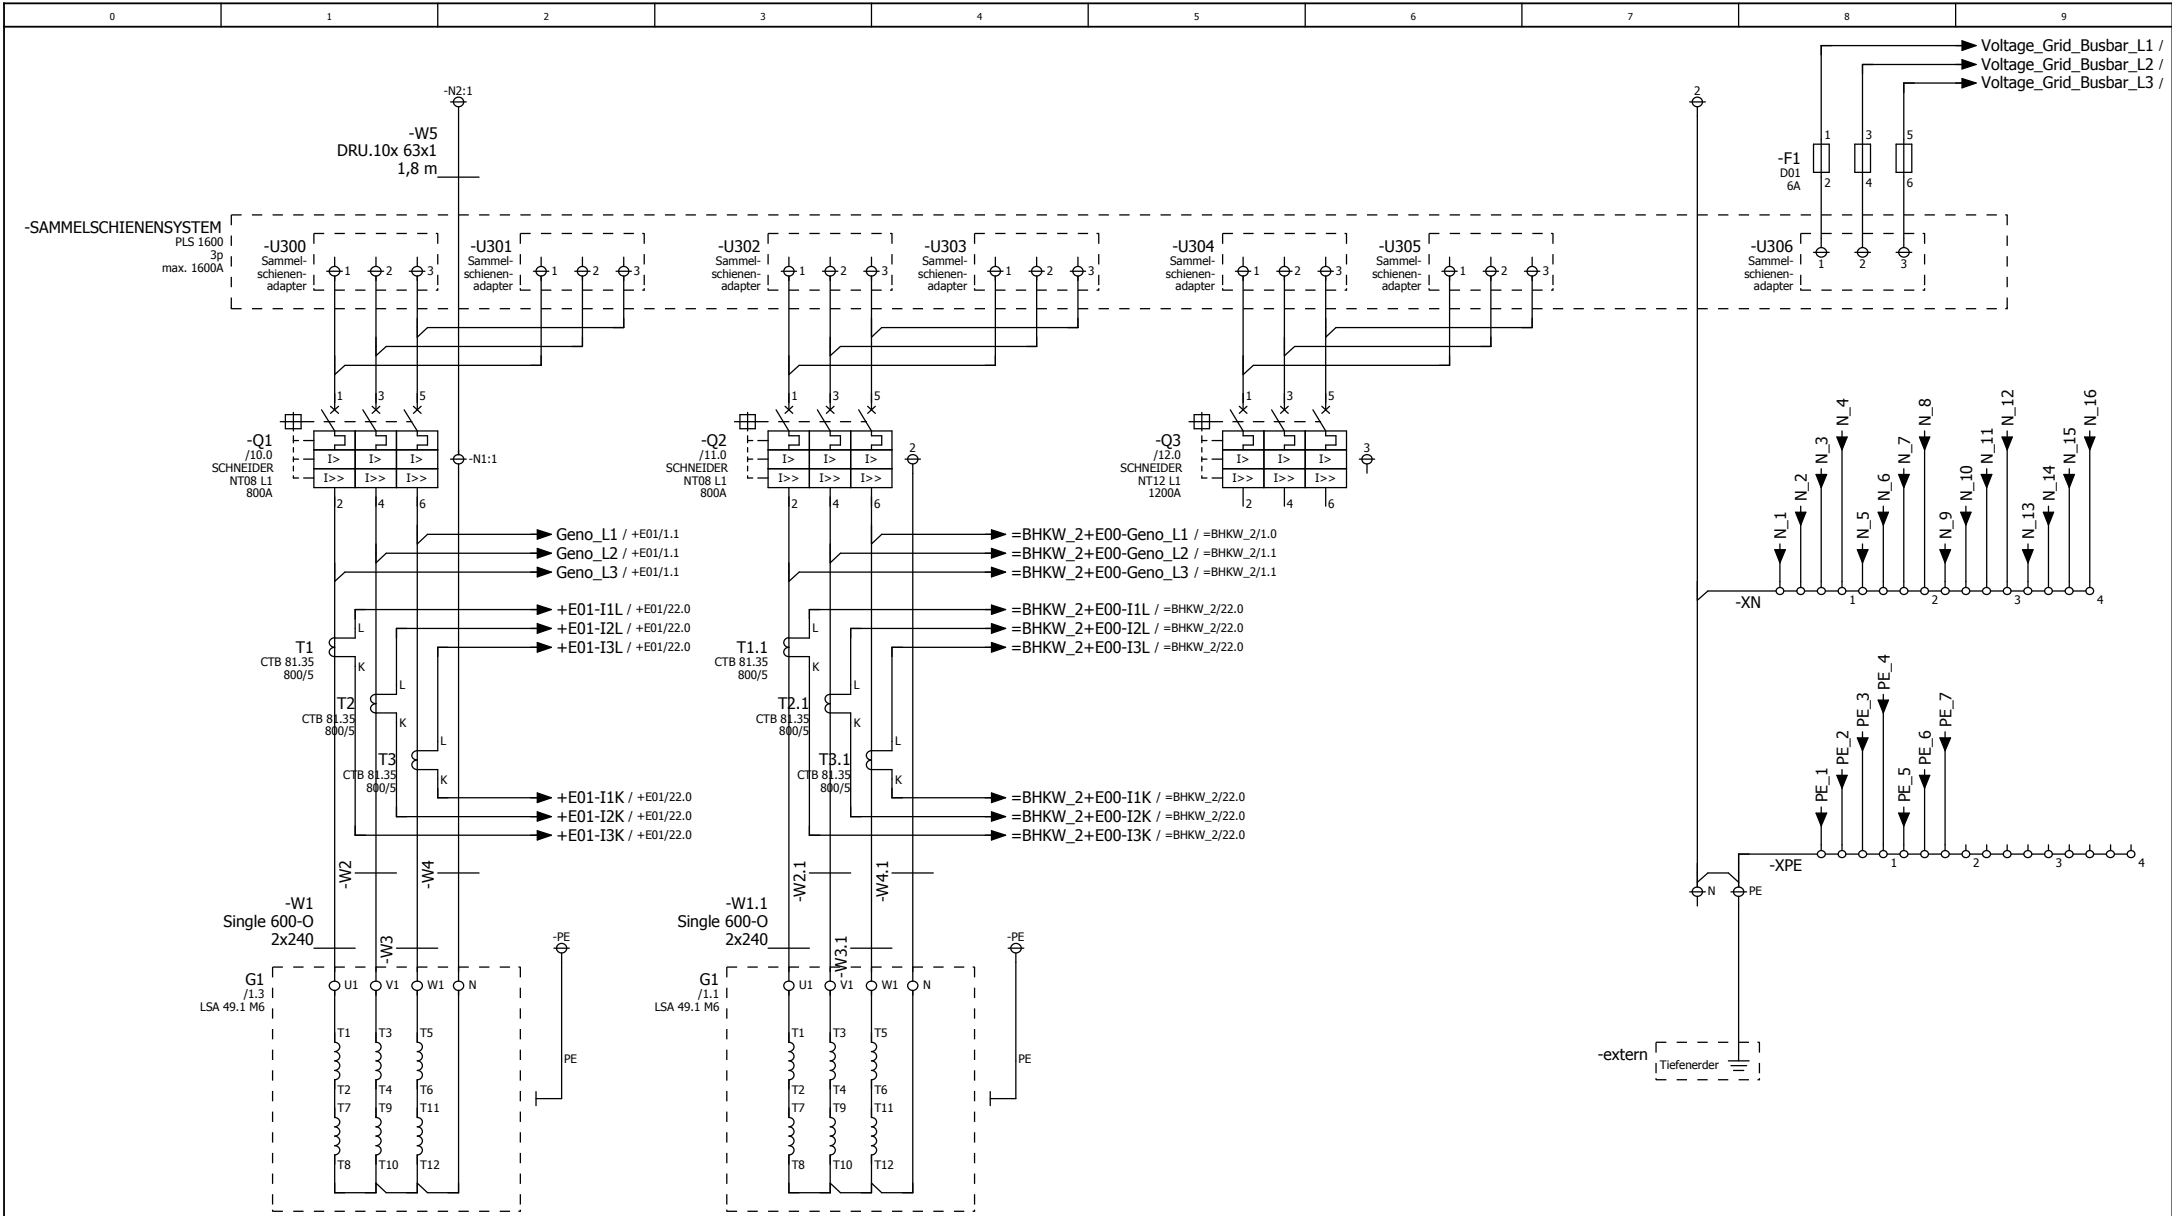 0 1 2 3 4 5 6 7 8 9
Voltage_Grid_Busbar_L1 /
Voltage_Grid_Busbar_L2 /
Voltage_Grid_Busbar_L3 /
-N2:1
2
-W5
DRU.10x 63x1
1,8 m
-F1
D01
6A
1 3 5
2 4 6
-SAMMELSCHIENENSYSTEM
PLS 1600
3p
max. 1600A
-U300
Sammel-
schienen-
adapter
1 2 3
-U301
Sammel-
schienen-
adapter
1 2 3
-U302
Sammel-
schienen-
adapter
1 2 3
-U303
Sammel-
schienen-
adapter
1 2 3
-U304
Sammel-
schienen-
adapter
1 2 3
-U305
Sammel-
schienen-
adapter
1 2 3
-U306
Sammel-
schienen-
adapter
1 2 3
1 3 5
-Q1
/10.0
SCHNEIDER
NT08 L1
800A
I> I> I>
I>> I>> I>>
2 4 6
-N1:1
1 3 5
-Q2
/11.0
SCHNEIDER
NT08 L1
800A
I> I> I>
I>> I>> I>>
2 4 6
2
1 3 5
-Q3
/12.0
SCHNEIDER
NT12 L1
1200A
I> I> I>
I>> I>> I>>
2 4 6
3
Geno_L1 / +E01/1.1
Geno_L2 / +E01/1.1
Geno_L3 / +E01/1.1
+E01-I1L / +E01/22.0
+E01-I2L / +E01/22.0
+E01-I3L / +E01/22.0
=BHKW_2+E00-Geno_L1 / =BHKW_2/1.0
=BHKW_2+E00-Geno_L2 / =BHKW_2/1.1
=BHKW_2+E00-Geno_L3 / =BHKW_2/1.1
=BHKW_2+E00-I1L / =BHKW_2/22.0
=BHKW_2+E00-I2L / =BHKW_2/22.0
=BHKW_2+E00-I3L / =BHKW_2/22.0
N_1
N_2
N_3
N_4
N_5
N_6
N_7
N_8
N_9
N_10
N_11
N_12
N_13
N_14
N_15
N_16
-XN
1 2 3 4
T1
CTB 81.35
800/5
L
K
T2
CTB 81.35
800/5
L
K
T3
CTB 81.35
800/5
L
K
T1.1
CTB 81.35
800/5
L
K
T2.1
CTB 81.35
800/5
L
K
T3.1
CTB 81.35
800/5
L
K
+E01-I1K / +E01/22.0
+E01-I2K / +E01/22.0
+E01-I3K / +E01/22.0
=BHKW_2+E00-I1K / =BHKW_2/22.0
=BHKW_2+E00-I2K / =BHKW_2/22.0
=BHKW_2+E00-I3K / =BHKW_2/22.0
PE_1
PE_2
PE_3
PE_4
PE_5
PE_6
PE_7
-XPE
1 2 3 4
N
PE
-W2
-W4
-W1
Single 600-O
2x240
-W3
-PE
-W2.1
-W4.1
-W1.1
Single 600-O
2x240
-W3.1
-PE
G1
/1.3
LSA 49.1 M6
U1 V1 W1 N
T1 T3 T5
T2 T4 T6
T7 T9 T11
T8 T10 T12
PE
G1
/1.1
LSA 49.1 M6
U1 V1 W1 N
T1 T3 T5
T2 T4 T6
T7 T9 T11
T8 T10 T12
PE
-extern
Tiefenerder